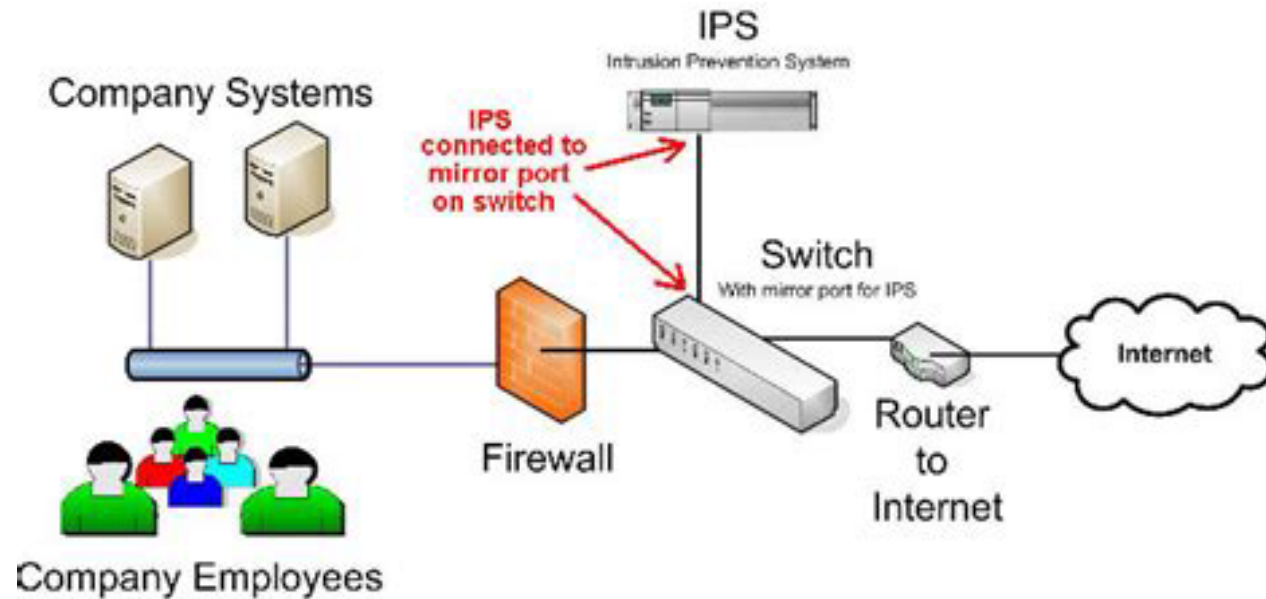 IPS
Intrusion Prevention System
Company Systems
IPS
connected to
mirror port
on switch
Switch
With mirror port for IPS
Internet
Firewall
Router
to
Internet
Company Employees